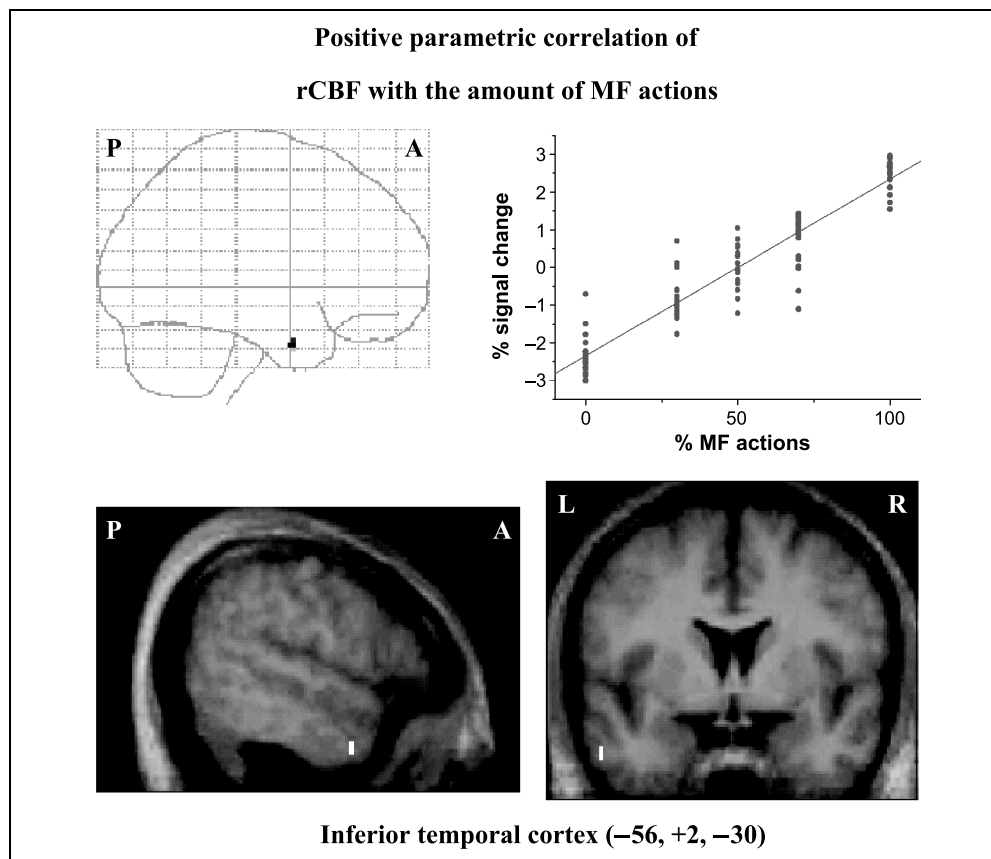 Positive parametric correlation of
rCBF with the amount of MF actions
P A
% signal change
3
2
1
0
–1
–2
–3
0 50 100
% MF actions
P A
L R
Inferior temporal cortex (–56, +2, –30)